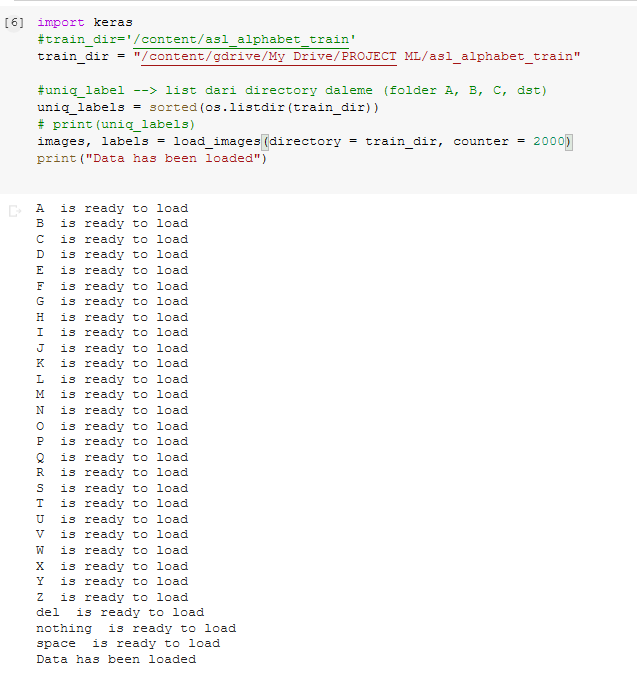 [6] import keras
#train_dir='/content/asl_alphabet_train'
train_dir = "/content/gdrive/My Drive/PROJECT ML/asl_alphabet_train"
#uniq_label --> list dari directory daleme (folder A, B, C, dst)
uniq_labels = sorted(os.listdir(train_dir))
# print(uniq_labels)
images, labels = load_images(directory = train_dir, counter = 2000)
print("Data has been loaded")
A  is ready to load
B  is ready to load
C  is ready to load
D  is ready to load
E  is ready to load
F  is ready to load
G  is ready to load
H  is ready to load
I  is ready to load
J  is ready to load
K  is ready to load
L  is ready to load
M  is ready to load
N  is ready to load
O  is ready to load
P  is ready to load
Q  is ready to load
R  is ready to load
S  is ready to load
T  is ready to load
U  is ready to load
V  is ready to load
W  is ready to load
X  is ready to load
Y  is ready to load
Z  is ready to load
del  is ready to load
nothing  is ready to load
space  is ready to load
Data has been loaded